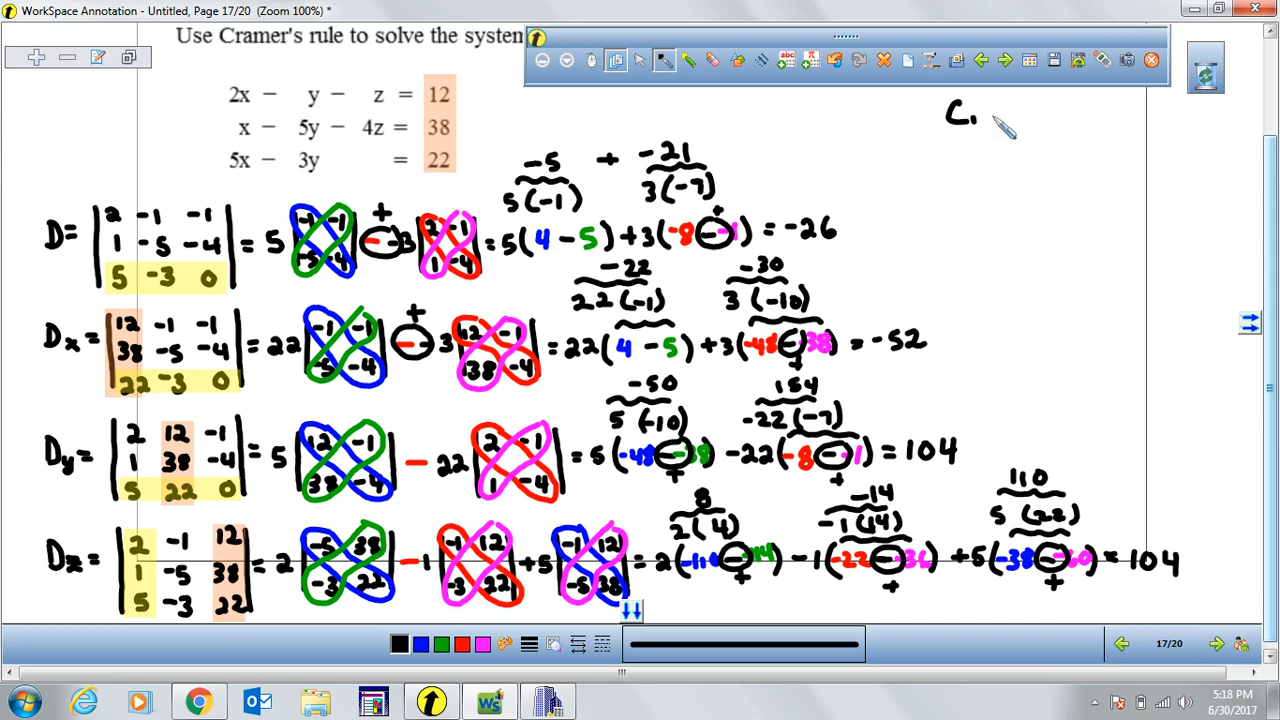 WorkSpace Annotation - Untitled, Page 17/20 (Zoom 100%) *
Use Cramer's rule to solve the system
2x - y - z = 12
x - 5y - 4z = 38
5x - 3y = 22
C.
-5 + -21
5(-1) 3(-7)
D= |2 -1 -1| = 5 |-1 -1| - -3 |2 -1| = 5(4 - 5) + 3(-8 - -1) = -26
|1 -5 -4| |-5 -4| |1 -4|
|5 -3 0|
-22 -30
22(-1) 3(-10)
Dx = |12 -1 -1| = 22 |-1 -1| - -3 |12 -1| = 22(4 - 5) + 3(-48 - -38) = -52
|38 -5 -4| |-5 -4| |38 -4|
|22 -3 0|
-50 154
5(-10) -22(-7)
Dy = |2 12 -1| = 5 |12 -1| - 22 |2 -1| = 5(-48 - -38) -22(-8 - -1) = 104
|1 38 -4| |38 -4| |1 -4|
|5 22 0|
8 -14 110
2(4) -1(14) 5(22)
Dz = |2 -1 12| = 2 |-5 38| - 1 |-1 12| + 5 |-1 12| = 2(-110 - -114) - 1(-22 - -36) + 5(-38 - -60) = 104
|1 -5 38| |-3 22| |-3 22| |-5 38|
|5 -3 22|
17/20
5:18 PM
6/30/2017